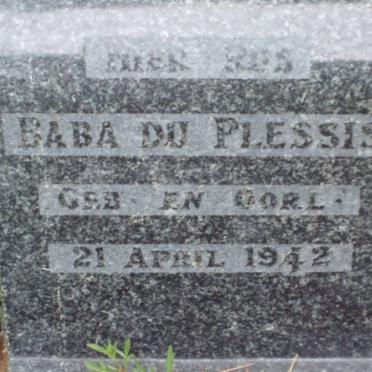 HIER RUS
BABA DU PLESSIS
GEB. EN OORL.
21 APRIL 1942